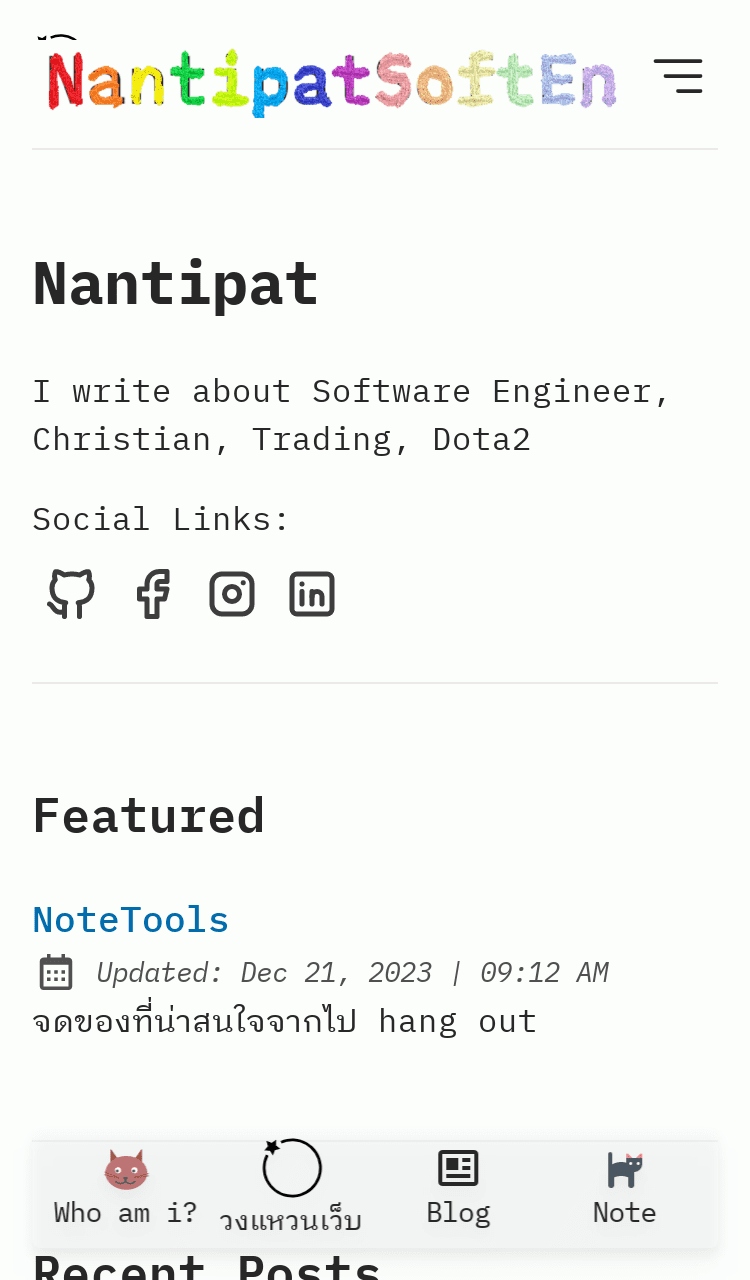 NantipatSoftEn
Nantipat
I write about Software Engineer,
Christian, Trading, Dota2
Social Links:
Featured
NoteTools
Updated: Dec 21, 2023 | 09:12 AM
จดของที่น่าสนใจจากไป hang out
Who am i?
วงแหวนเว็บ
Blog
Note
Recent Posts